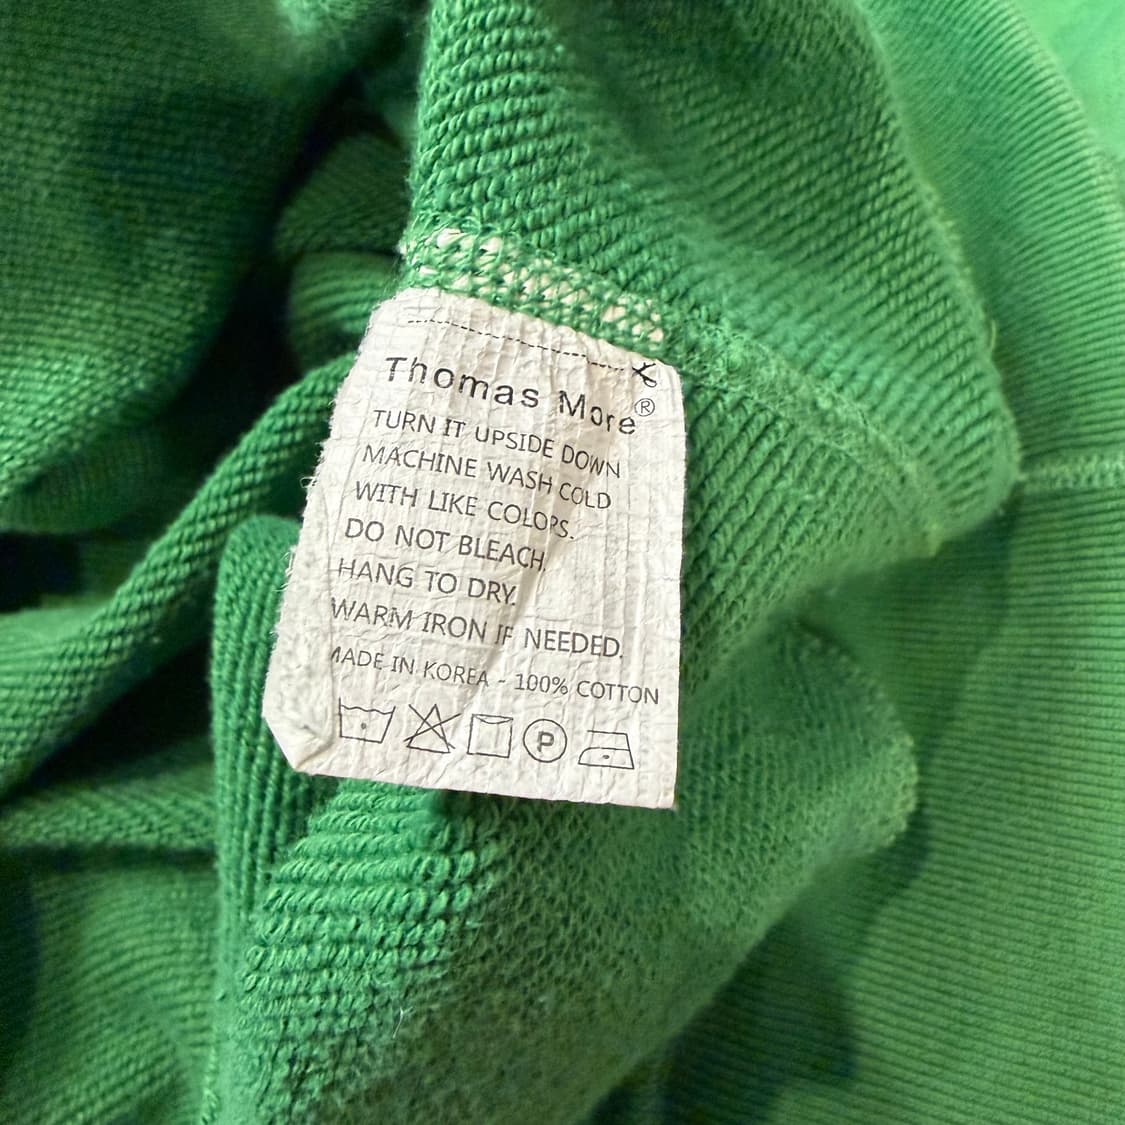 Thomas More®
TURN IT UPSIDE DOWN
MACHINE WASH COLD
WITH LIKE COLORS.
DO NOT BLEACH.
HANG TO DRY.
WARM IRON IF NEEDED.
MADE IN KOREA - 100% COTTON
P